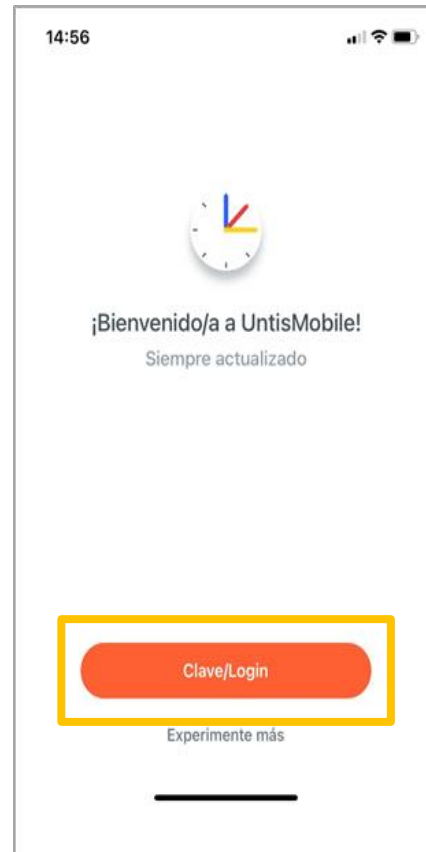 14:56
¡Bienvenido/a a UntisMobile!
Siempre actualizado
Clave/Login
Experimente más